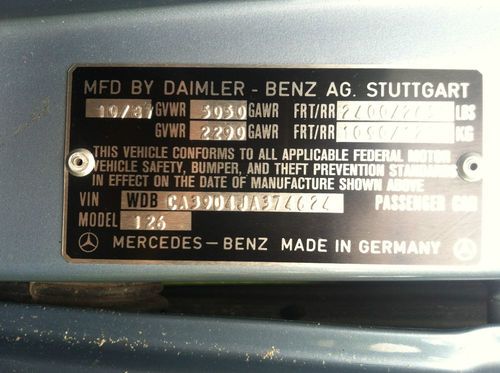 MFD BY DAIMLER - BENZ AG. STUTTGART
10/87 GVWR 5050 GAWR FRT/RR LBS
GVWR 2290 GAWR FRT/RR KG
THIS VEHICLE CONFORMS TO ALL APPLICABLE FEDERAL MOTOR
VEHICLE SAFETY, BUMPER, AND THEFT PREVENTION STANDARDS
IN EFFECT ON THE DATE OF MANUFACTURE SHOWN ABOVE
VIN WDB CA39D4JA374624 PASSENGER CAR
MODEL 126
MERCEDES-BENZ MADE IN GERMANY